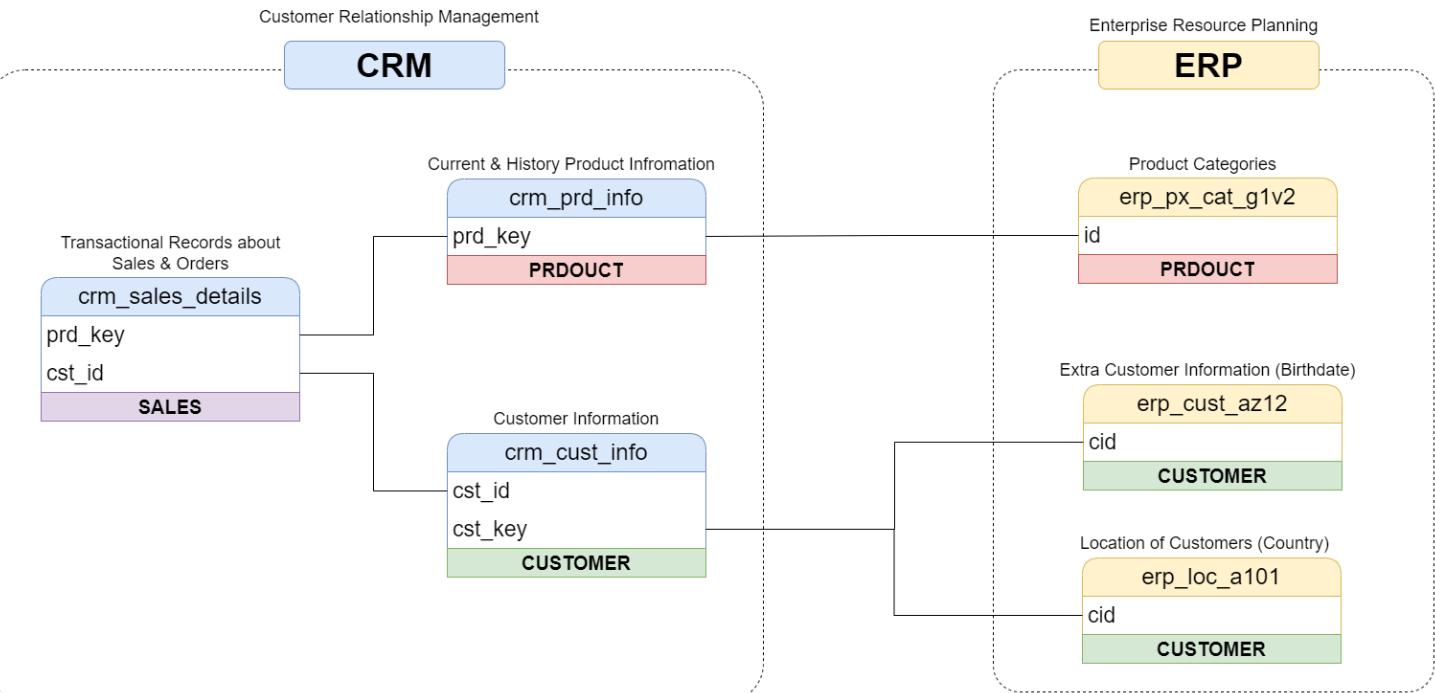 Customer Relationship Management
CRM
Enterprise Resource Planning
ERP
Transactional Records about
Sales & Orders
crm_sales_details
prd_key
cst_id
SALES
Current & History Product Infromation
crm_prd_info
prd_key
PRDOUCT
Customer Information
crm_cust_info
cst_id
cst_key
CUSTOMER
Product Categories
erp_px_cat_g1v2
id
PRDOUCT
Extra Customer Information (Birthdate)
erp_cust_az12
cid
CUSTOMER
Location of Customers (Country)
erp_loc_a101
cid
CUSTOMER